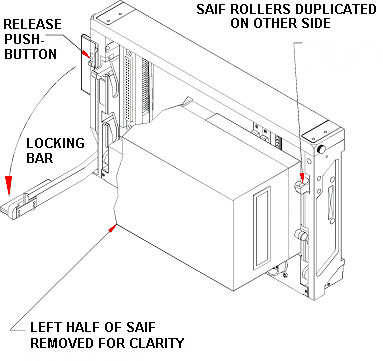 RELEASE
PUSH-
BUTTON
SAIF ROLLERS DUPLICATED
ON OTHER SIDE
LOCKING
BAR
LEFT HALF OF SAIF
REMOVED FOR CLARITY